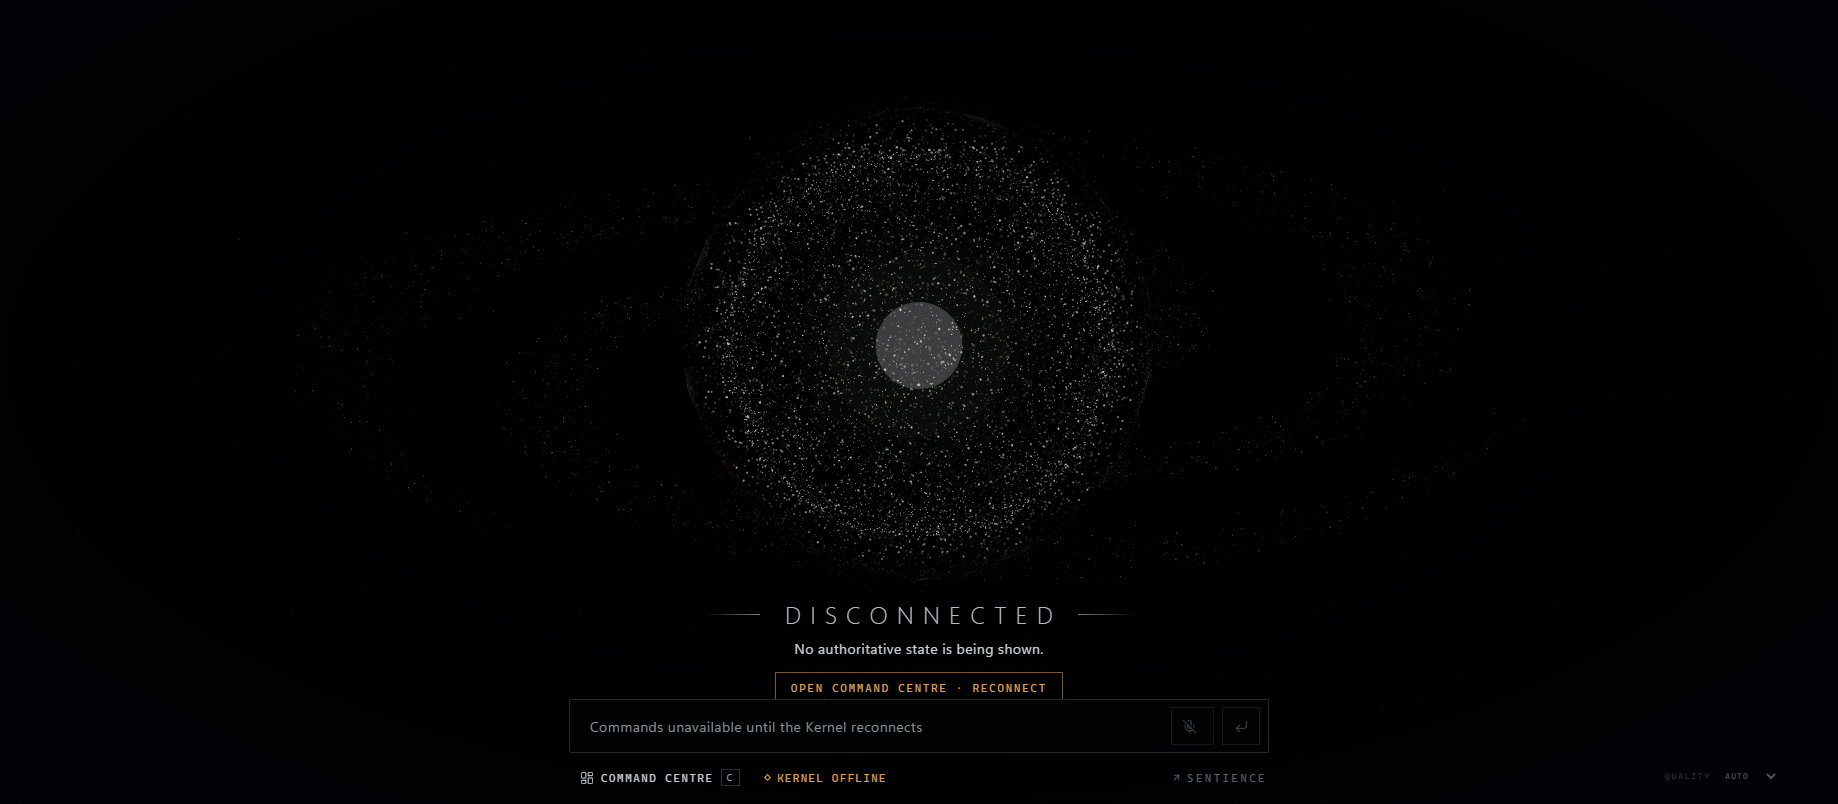 DISCONNECTED
No authoritative state is being shown.
OPEN COMMAND CENTRE · RECONNECT
Commands unavailable until the Kernel reconnects
COMMAND CENTRE C KERNEL OFFLINE SENTIENCE QUALITY AUTO